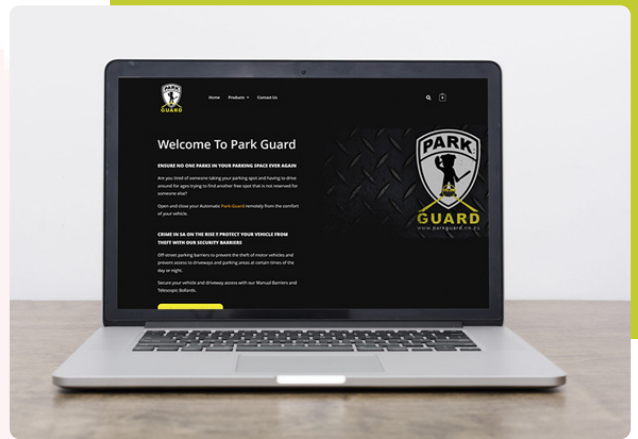 PARK
GUARD
Home Products Contact Us
0
Welcome To Park Guard
ENSURE NO ONE PARKS IN YOUR PARKING SPACE EVER AGAIN
Are you tired of someone taking your parking spot and having to drive
around for ages trying to find another free spot that is not reserved for
someone else?
Open and close your Automatic Park-Guard remotely from the comfort
of your vehicle.
CRIME IN SA ON THE RISE !! PROTECT YOUR VEHICLE FROM
THEFT WITH OUR SECURITY BARRIERS
Off-street parking barriers to prevent the theft of motor vehicles and
prevent access to driveways and parking areas at certain times of the
day or night.
Secure your vehicle and driveway access with our Manual Barriers and
Telescopic Bollards.
PARK
GUARD
www.parkguard.co.za